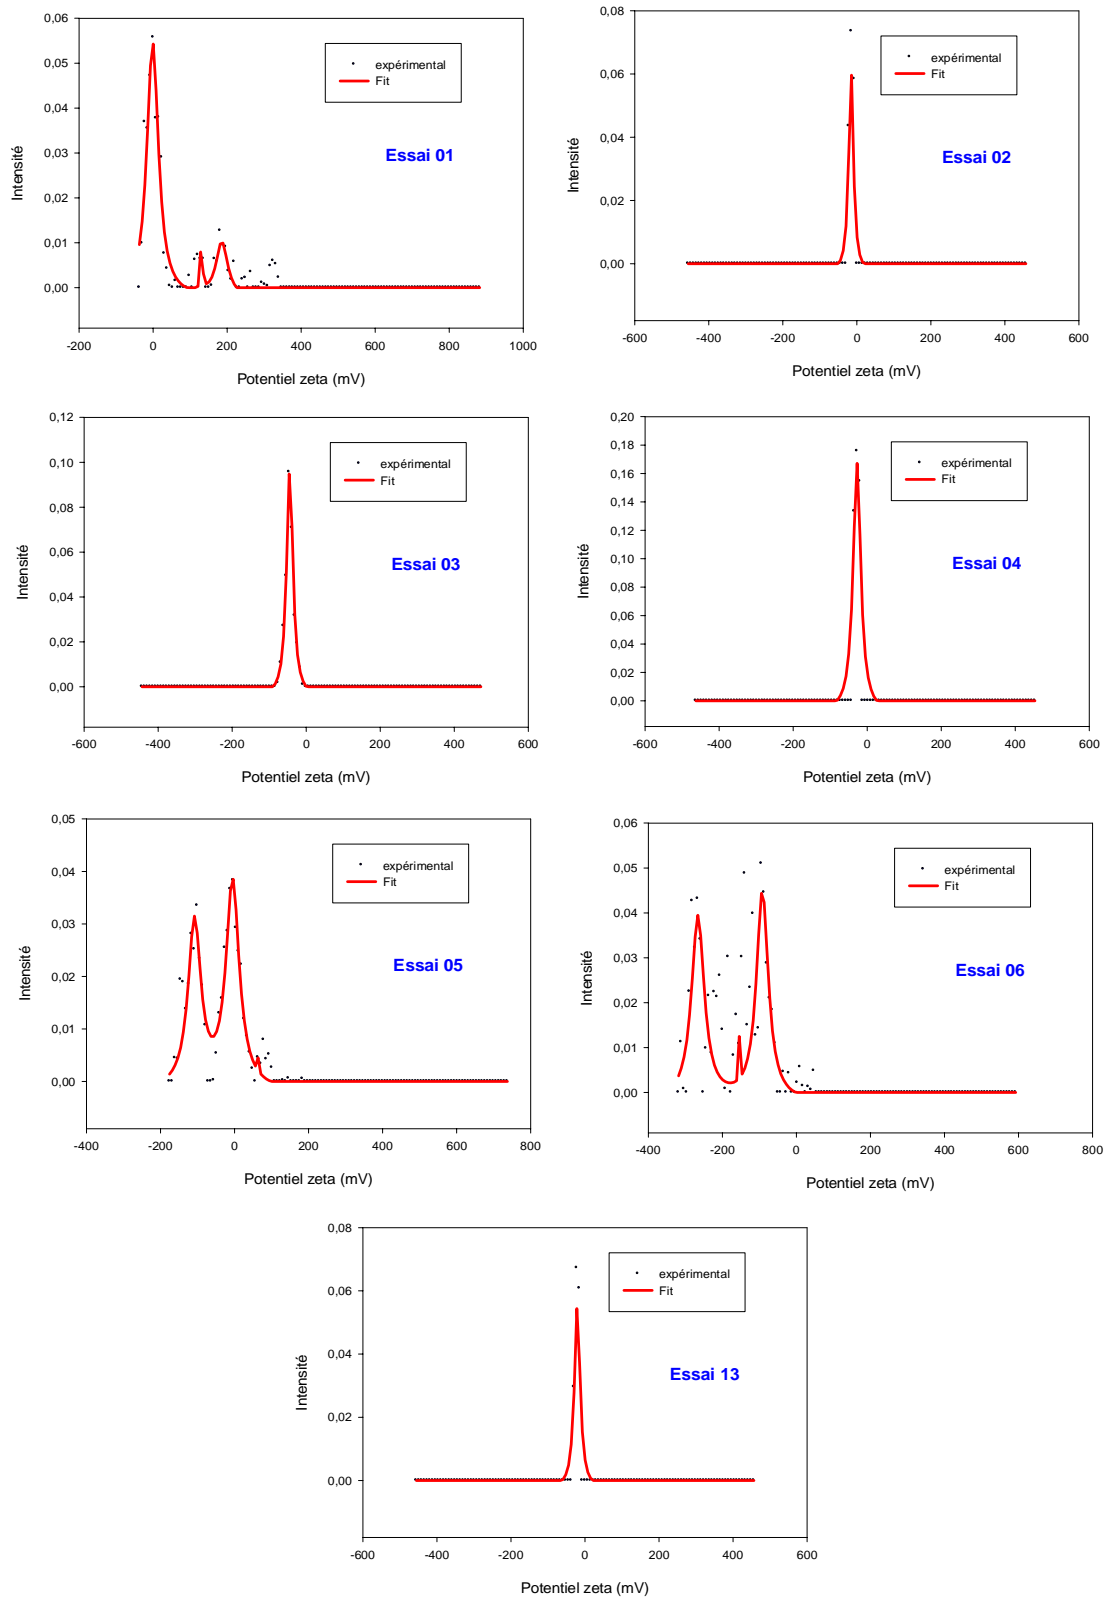 0,06
0,05
0,04
0,03
0,02
0,01
0,00
Intensité
expérimental
Fit
Essai 01
-200 0 200 400 600 800 1000
Potentiel zeta (mV)
0,08
0,06
0,04
0,02
0,00
Intensité
expérimental
Fit
Essai 02
-600 -400 -200 0 200 400 600
Potentiel zeta (mV)
0,12
0,10
0,08
0,06
0,04
0,02
0,00
Intensité
expérimental
Fit
Essai 03
-600 -400 -200 0 200 400 600
Potentiel zeta (mV)
0,20
0,18
0,16
0,14
0,12
0,10
0,08
0,06
0,04
0,02
0,00
Intensité
expérimental
Fit
Essai 04
-600 -400 -200 0 200 400 600
Potentiel zeta (mV)
0,05
0,04
0,03
0,02
0,01
0,00
Intensité
expérimental
Fit
Essai 05
-400 -200 0 200 400 600 800
Potentiel zeta (mV)
0,06
0,05
0,04
0,03
0,02
0,01
0,00
Intensité
expérimental
Fit
Essai 06
-400 -200 0 200 400 600 800
Potentiel zeta (mV)
0,08
0,06
0,04
0,02
0,00
Intensité
expérimental
Fit
Essai 13
-600 -400 -200 0 200 400 600
Potentiel zeta (mV)